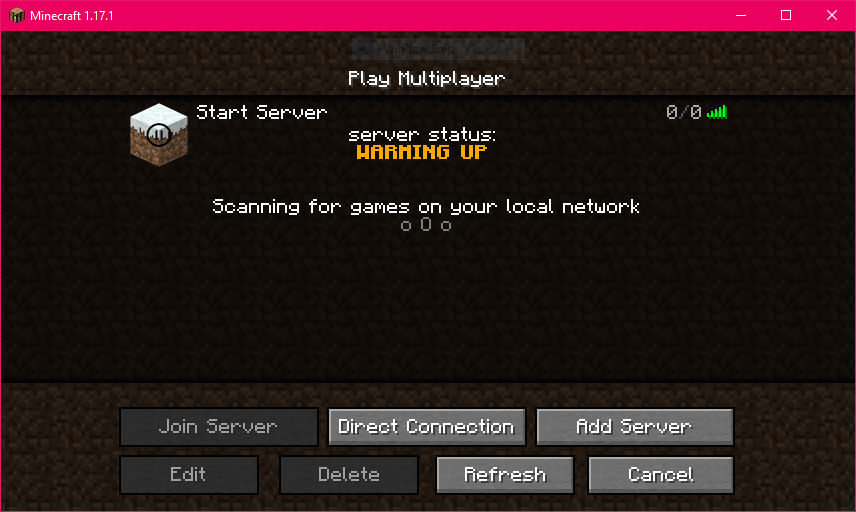 Minecraft 1.17.1
Play Multiplayer
Start Server
0/0
server status:
WARMING UP
Scanning for games on your local network
o O o
Join Server
Direct Connection
Add Server
Edit
Delete
Refresh
Cancel